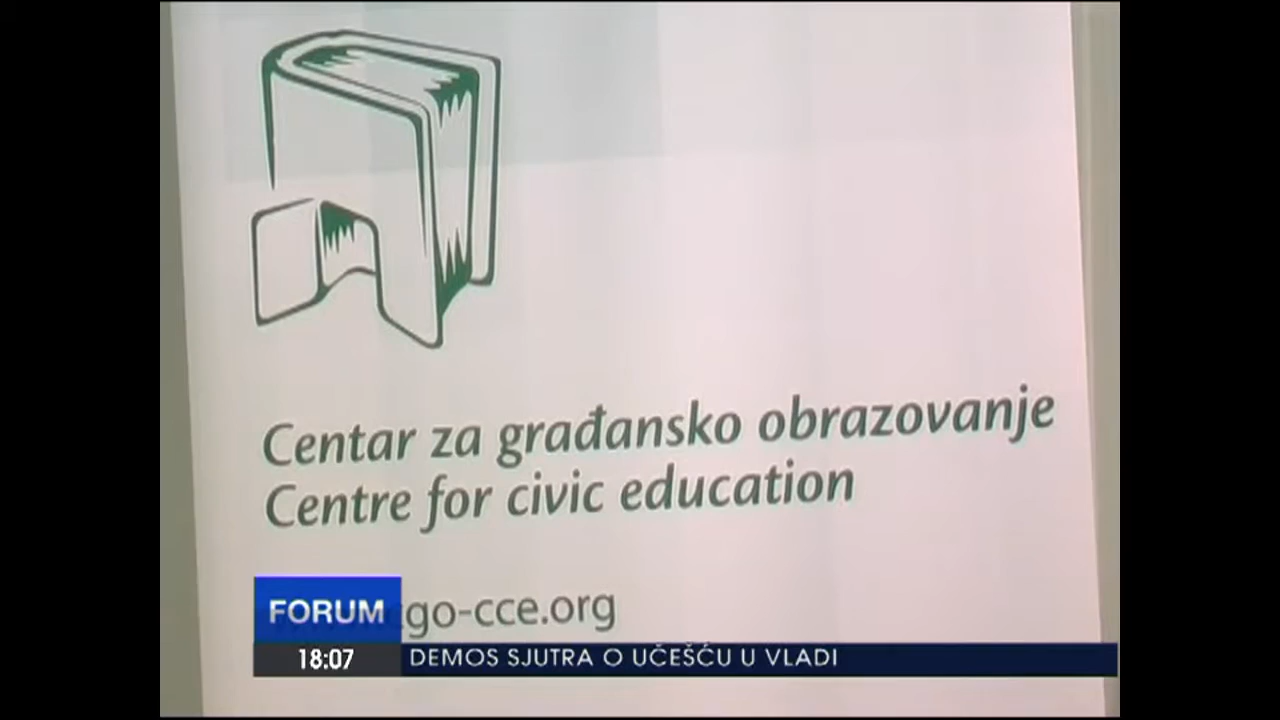 Centar za građansko obrazovanje
Centre for civic education
go-cce.org
FORUM
18:07 DEMOS SJUTRA O UČEŠĆU U VLADI